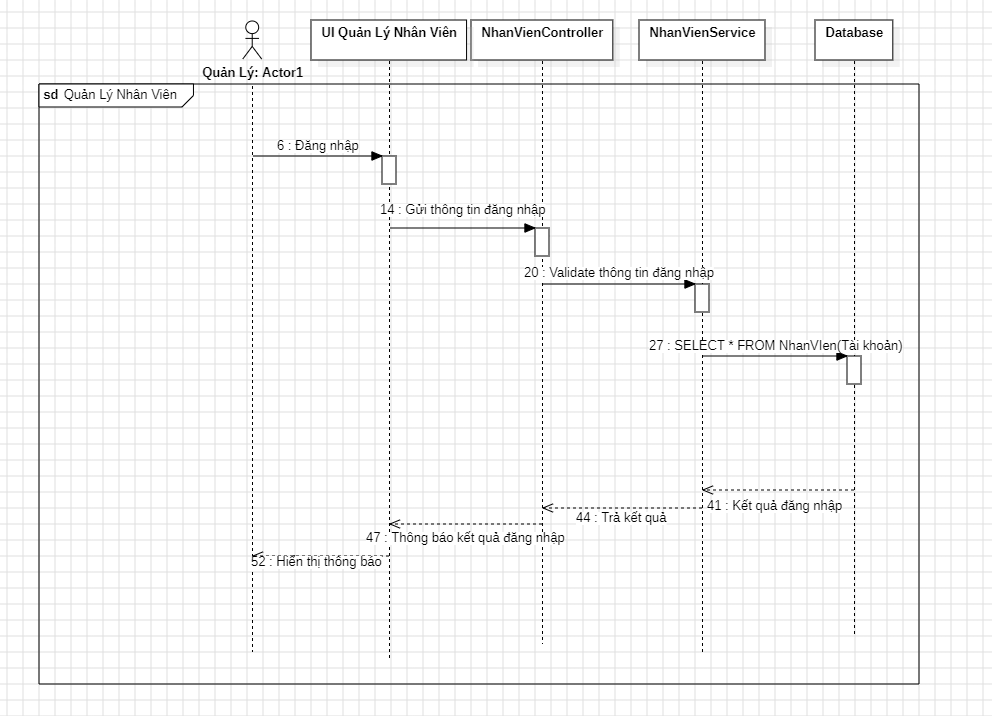 UI Quản Lý Nhân Viên
NhanVienController
NhanVienService
Database
Quản Lý: Actor1
sd Quản Lý Nhân Viên
6 : Đăng nhập
14 : Gửi thông tin đăng nhập
20 : Validate thông tin đăng nhập
27 : SELECT * FROM NhanVIen(Tài khoản)
41 : Kết quả đăng nhập
44 : Trả kết quả
47 : Thông báo kết quả đăng nhập
52 : Hiển thị thông báo